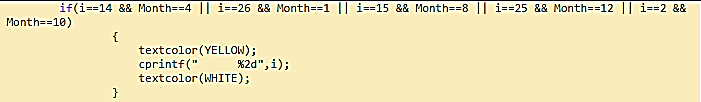 if(i==14 && Month==4 || i==26 && Month==1 || i==15 && Month==8 || i==25 && Month==12 || i==2 &&
Month==10)
{
textcolor(YELLOW);
cprintf("      %2d",i);
textcolor(WHITE);
}